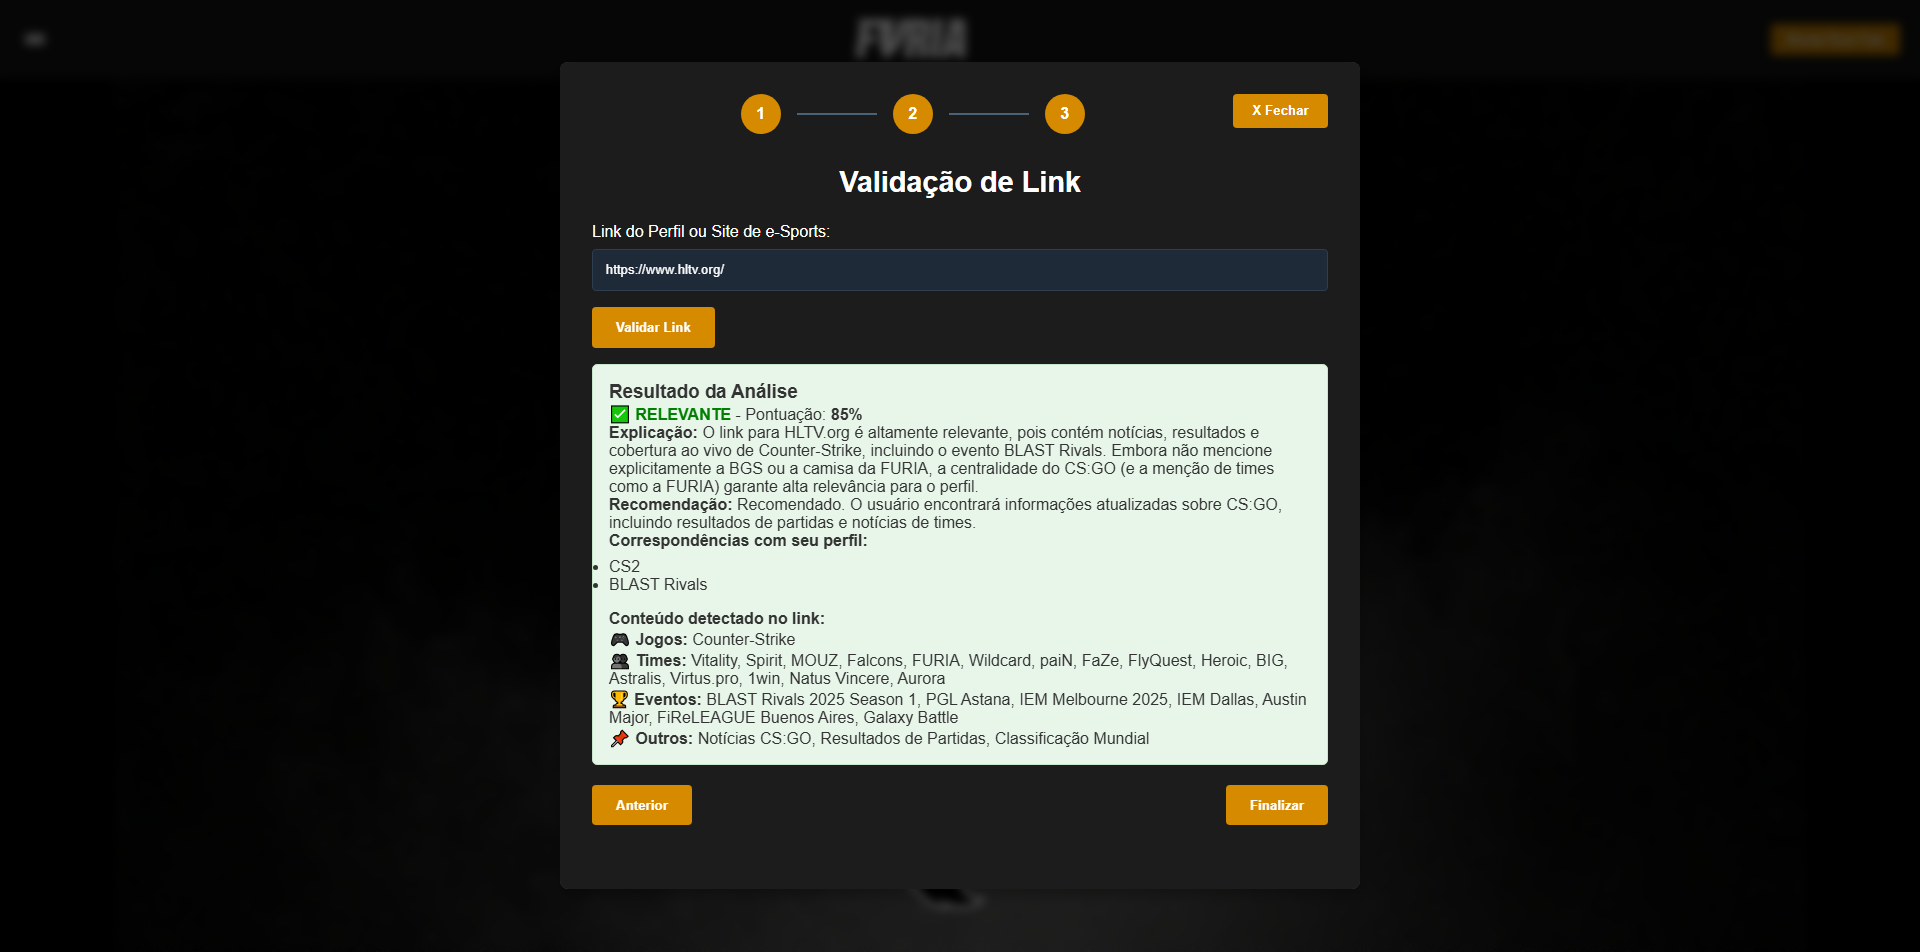 FVRIA
1
2
3
X Fechar
Validação de Link
Link do Perfil ou Site de e-Sports:
https://www.hltv.org/
Validar Link
Resultado da Análise
✅ RELEVANTE - Pontuação: 85%
Explicação: O link para HLTV.org é altamente relevante, pois contém notícias, resultados e
cobertura ao vivo de Counter-Strike, incluindo o evento BLAST Rivals. Embora não mencione
explicitamente a BGS ou a camisa da FURIA, a centralidade do CS:GO (e a menção de times
como a FURIA) garante alta relevância para o perfil.
Recomendação: Recomendado. O usuário encontrará informações atualizadas sobre CS:GO,
incluindo resultados de partidas e notícias de times.
Correspondências com seu perfil:
• CS2
• BLAST Rivals
Conteúdo detectado no link:
🎮 Jogos: Counter-Strike
👥 Times: Vitality, Spirit, MOUZ, Falcons, FURIA, Wildcard, paiN, FaZe, FlyQuest, Heroic, BIG,
Astralis, Virtus.pro, 1win, Natus Vincere, Aurora
🏆 Eventos: BLAST Rivals 2025 Season 1, PGL Astana, IEM Melbourne 2025, IEM Dallas, Austin
Major, FiReLEAGUE Buenos Aires, Galaxy Battle
📌 Outros: Notícias CS:GO, Resultados de Partidas, Classificação Mundial
Anterior
Finalizar